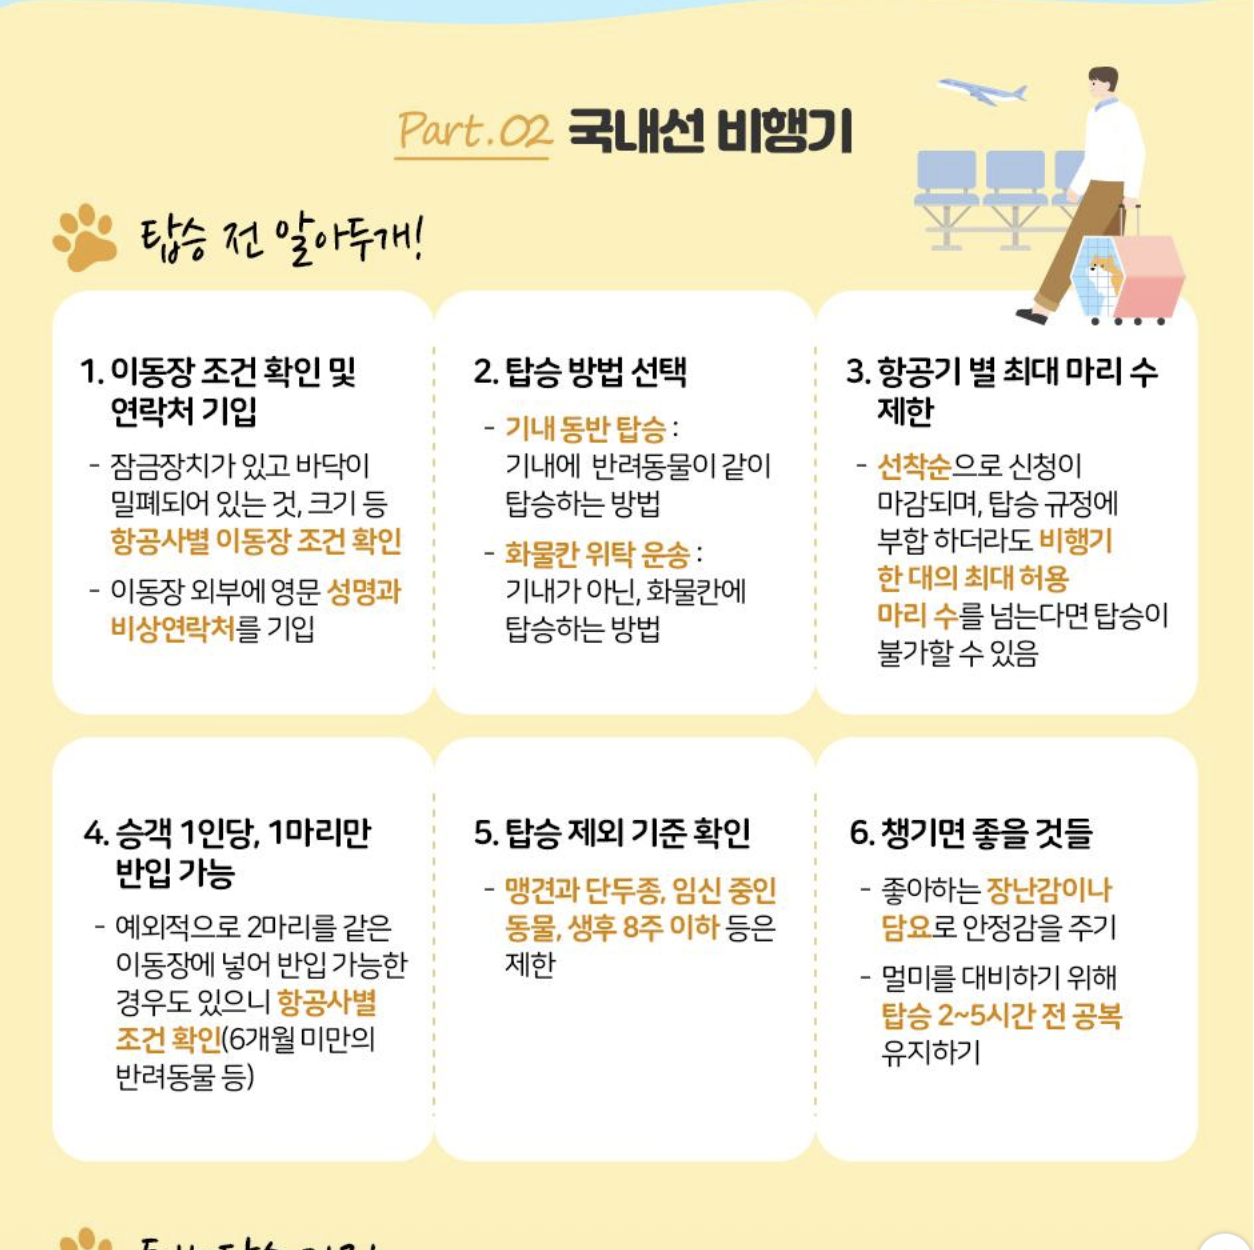 Part.02 국내선 비행기
탑승 전 알아두개!
1. 이동장 조건 확인 및
연락처 기입
- 잠금장치가 있고 바닥이
밀폐되어 있는 것, 크기 등
항공사별 이동장 조건 확인
- 이동장 외부에 영문 성명과
비상연락처를 기입
2. 탑승 방법 선택
- 기내 동반 탑승 :
기내에 반려동물이 같이
탑승하는 방법
- 화물칸 위탁 운송 :
기내가 아닌, 화물칸에
탑승하는 방법
3. 항공기 별 최대 마리 수
제한
- 선착순으로 신청이
마감되며, 탑승 규정에
부합 하더라도 비행기
한 대의 최대 허용
마리 수를 넘는다면 탑승이
불가할 수 있음
4. 승객 1인당, 1마리만
반입 가능
- 예외적으로 2마리를 같은
이동장에 넣어 반입 가능한
경우도 있으니 항공사별
조건 확인(6개월 미만의
반려동물 등)
5. 탑승 제외 기준 확인
- 맹견과 단두종, 임신 중인
동물, 생후 8주 이하 등은
제한
6. 챙기면 좋을 것들
- 좋아하는 장난감이나
담요로 안정감을 주기
- 멀미를 대비하기 위해
탑승 2~5시간 전 공복
유지하기